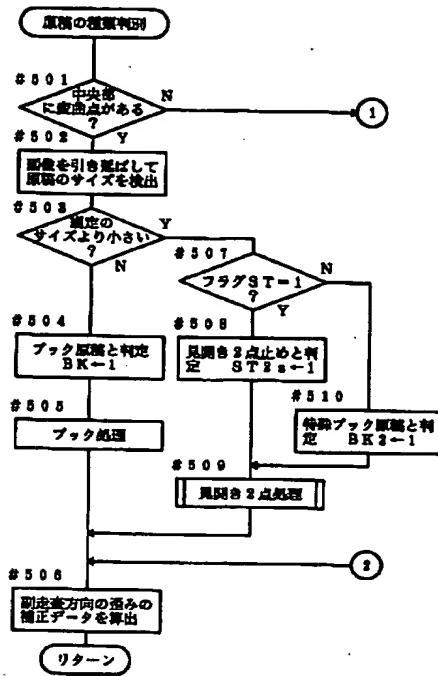 原稿の種類判別
#501
中央部
に変曲点がある
?
N
1
Y
#502
画像を引き延ばして
原稿のサイズを検出
#503
規定の
サイズより小さい
?
Y
N
#507
フラグST=1
?
N
Y
#504
ブック原稿と判定
BK←1
#508
見開き2点止めと判
定 ST2s←1
#505
ブック処理
#510
特殊ブック原稿と判
定 BK2←1
#509
見開き2点処理
2
#506
副走査方向の歪みの
補正データを算出
リターン